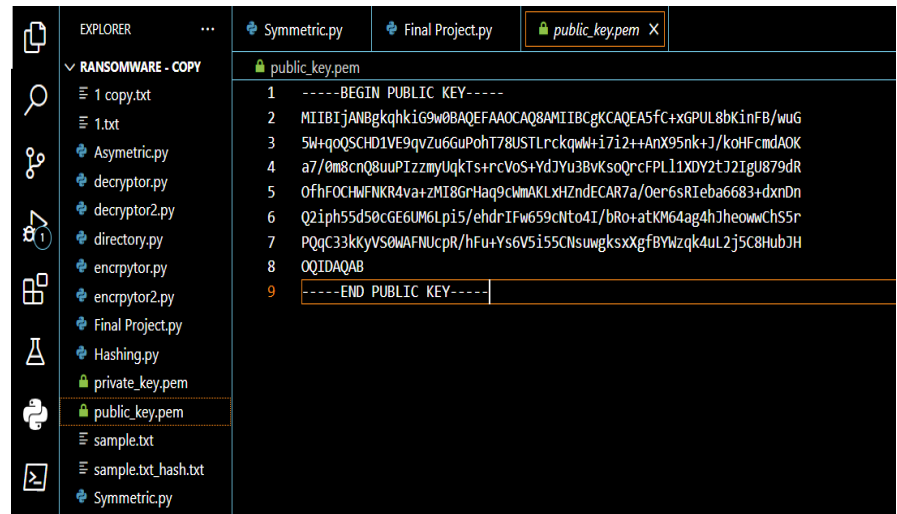 EXPLORER ...
Symmetric.py
Final Project.py
public_key.pem
RANSOMWARE - COPY
1 copy.txt
1.txt
Asymetric.py
decryptor.py
decryptor2.py
directory.py
encrpytor.py
encrpytor2.py
Final Project.py
Hashing.py
private_key.pem
public_key.pem
sample.txt
sample.txt_hash.txt
Symmetric.py
1
public_key.pem
1 -----BEGIN PUBLIC KEY-----
2 MIIBIjANBgkqhkiG9w0BAQEFAAOCAQ8AMIIBCgKCAQEA5fC+xGPUL8bKinFB/wuG
3 5W+qoQSCHD1VE9qvZu6GuPohT78USTLrckqwW+i7i2++AnX95nk+J/koHFcmdAOK
4 a7/0m8cnQ8uuPIzzmyUqkTs+rcVoS+YdJYu3BvKsoQrcFPLl1XDY2tJ2IgU879dR
5 OfhFOCHWFNKR4va+zMI8GrHaq9cWmAKLxHZndECAR7a/Oer6sRIeba6683+dxnDn
6 Q2iph55d50cGE6UM6Lpi5/ehdrIFw659cNto4I/bRo+atKM64ag4hJheowwChS5r
7 PQqC33kKyVS0WAFNUcpR/hFu+Ys6V5i55CNsuwgksxXgfBYWzqk4uL2j5C8HubJH
8 OQIDAQAB
9 -----END PUBLIC KEY-----